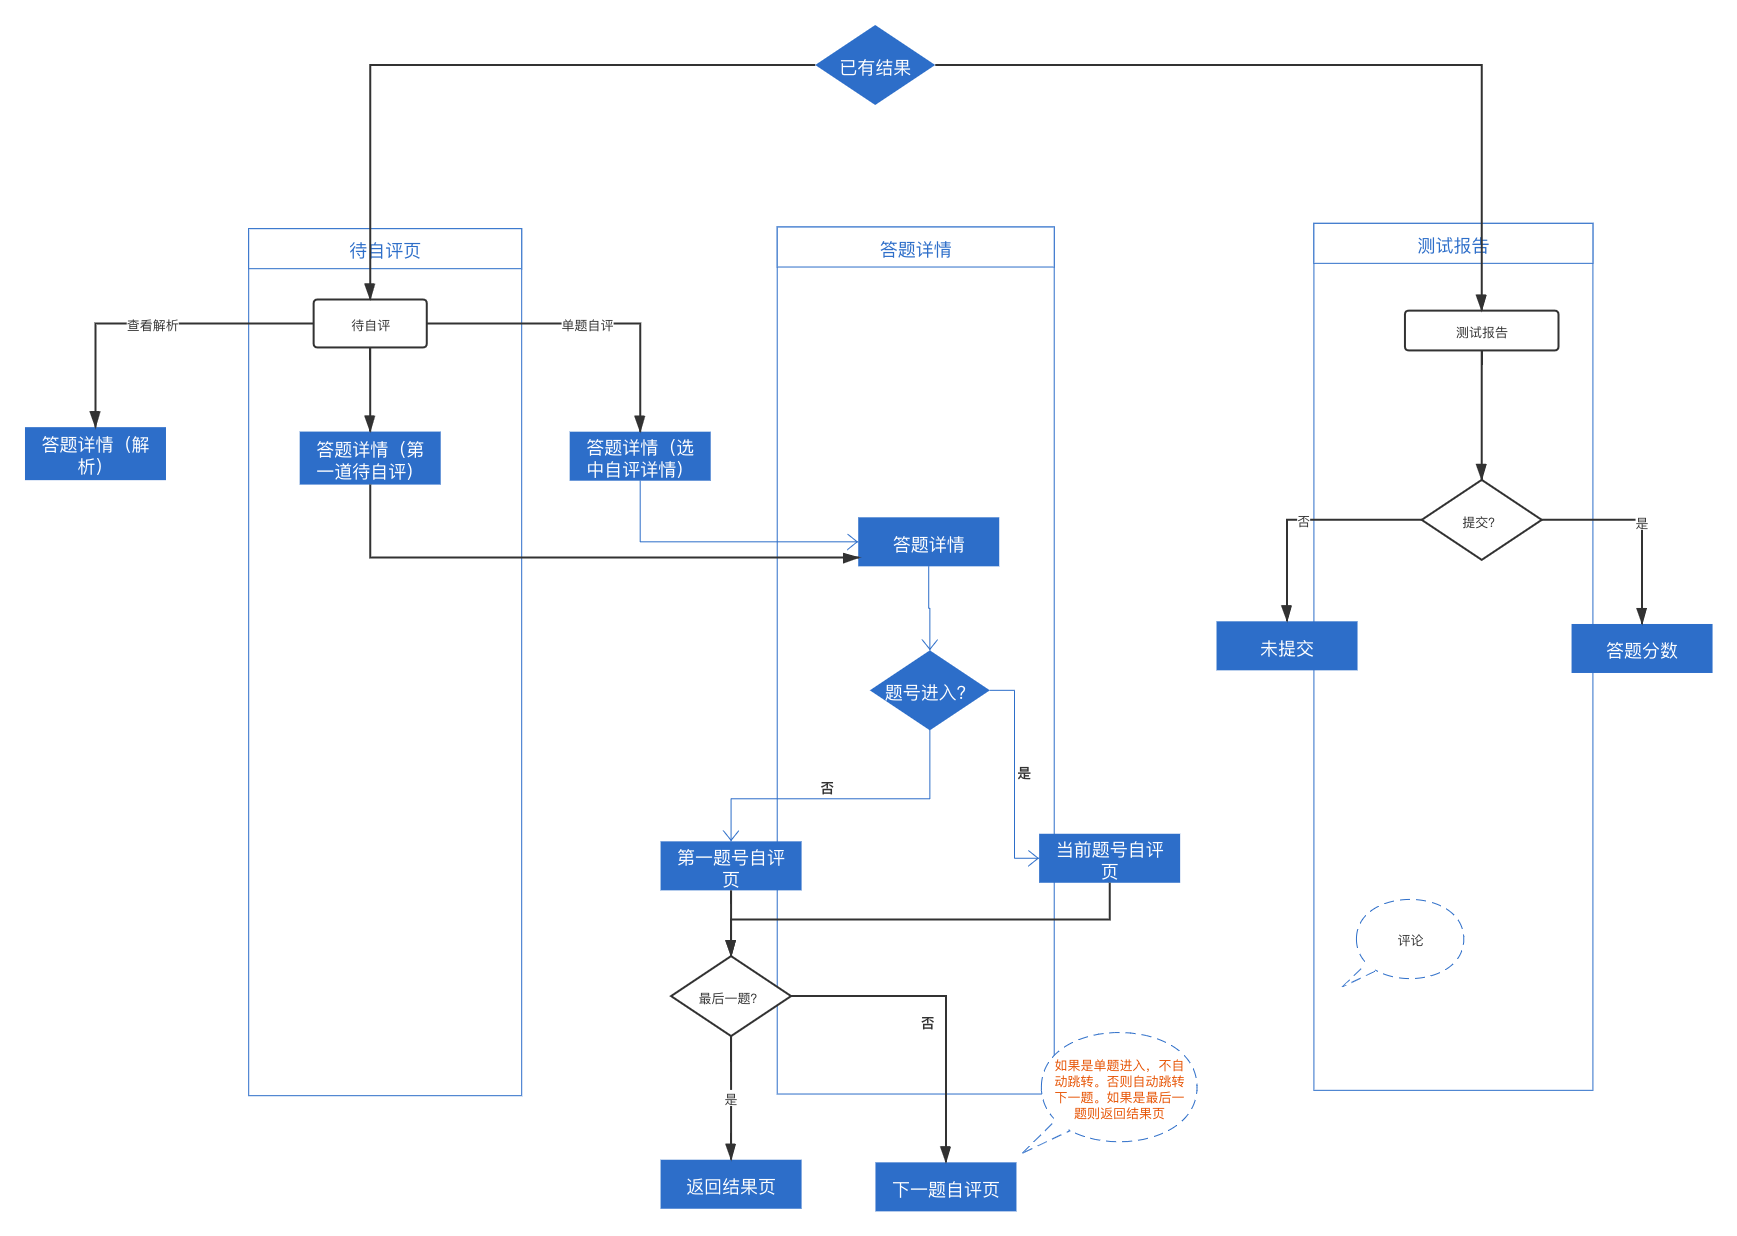 已有结果
待自评页
答题详情
测试报告
查看解析
待自评
单题自评
测试报告
答题详情（解
析）
答题详情（第
一道待自评）
答题详情（选
中自评详情）
答题详情
否
提交?
是
未提交
答题分数
题号进入?
否
是
第一题号自评
页
当前题号自评
页
评论
最后一题?
否
如果是单题进入，不自
动跳转。否则自动跳转
下一题。如果是最后一
题则返回结果页
是
返回结果页
下一题自评页